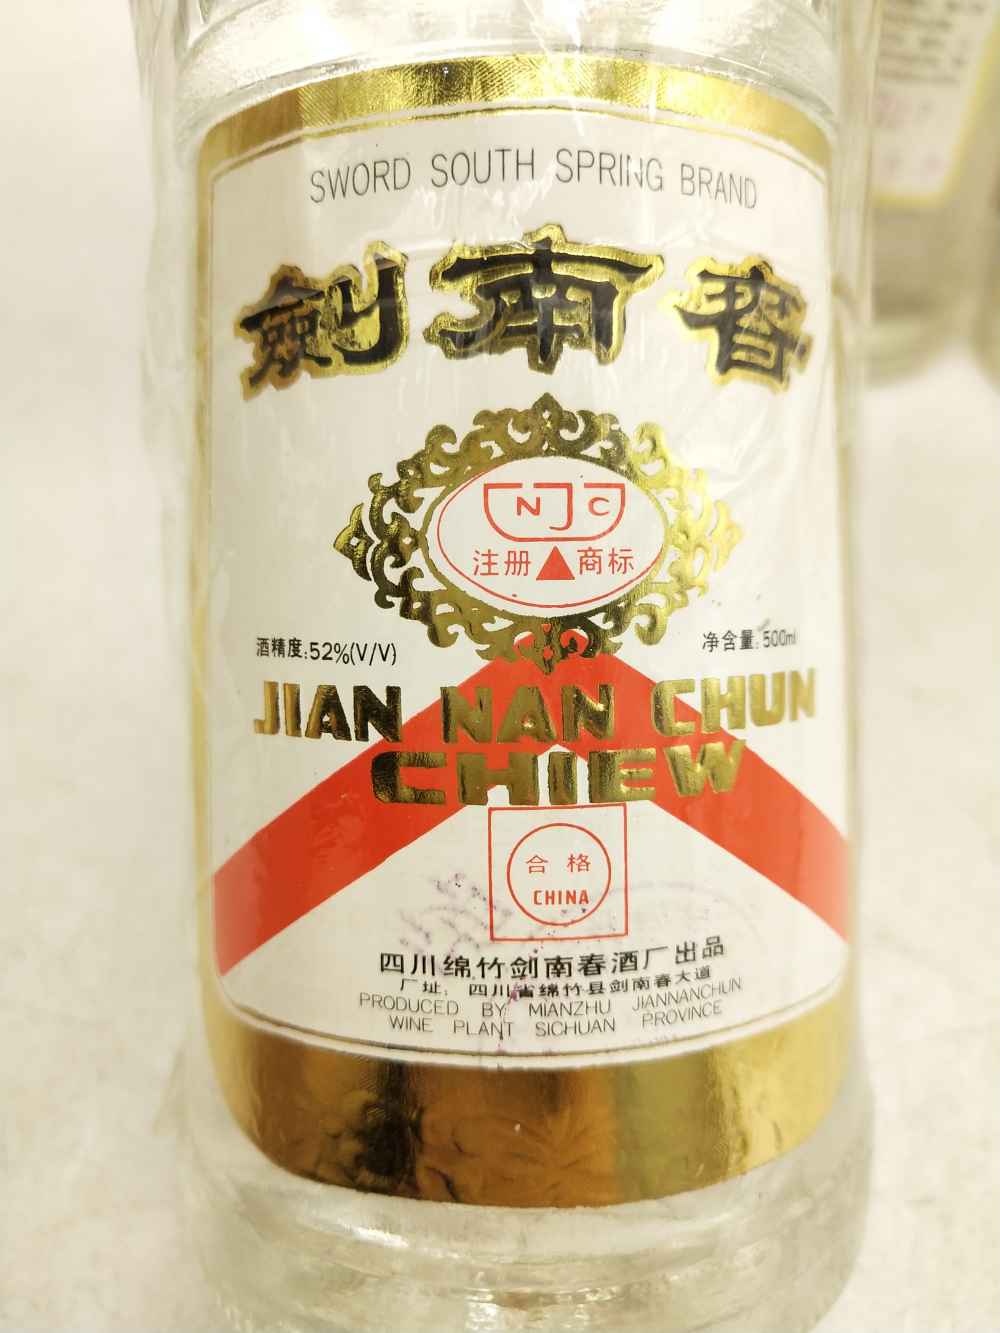 SWORD SOUTH SPRING BRAND
劍南春
JNC
注册商标
酒精度:52%(V/V)
净含量:500ml
JIAN NAN CHUN
CHIEW
合格
CHINA
四川绵竹剑南春酒厂出品
厂址:四川省绵竹县剑南春大道
PRODUCED BY MIANZHU JIANNANCHUN
WINE PLANT SICHUAN PROVINCE